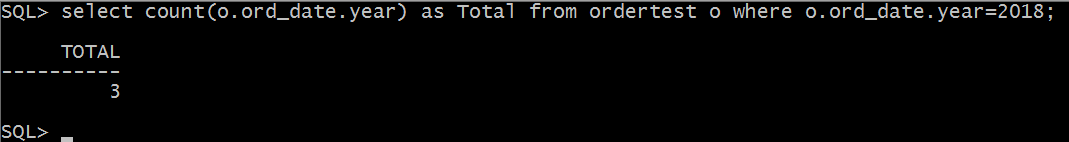 SQL> select count(o.ord_date.year) as Total from ordertest o where o.ord_date.year=2018;
TOTAL
----------
3
SQL>